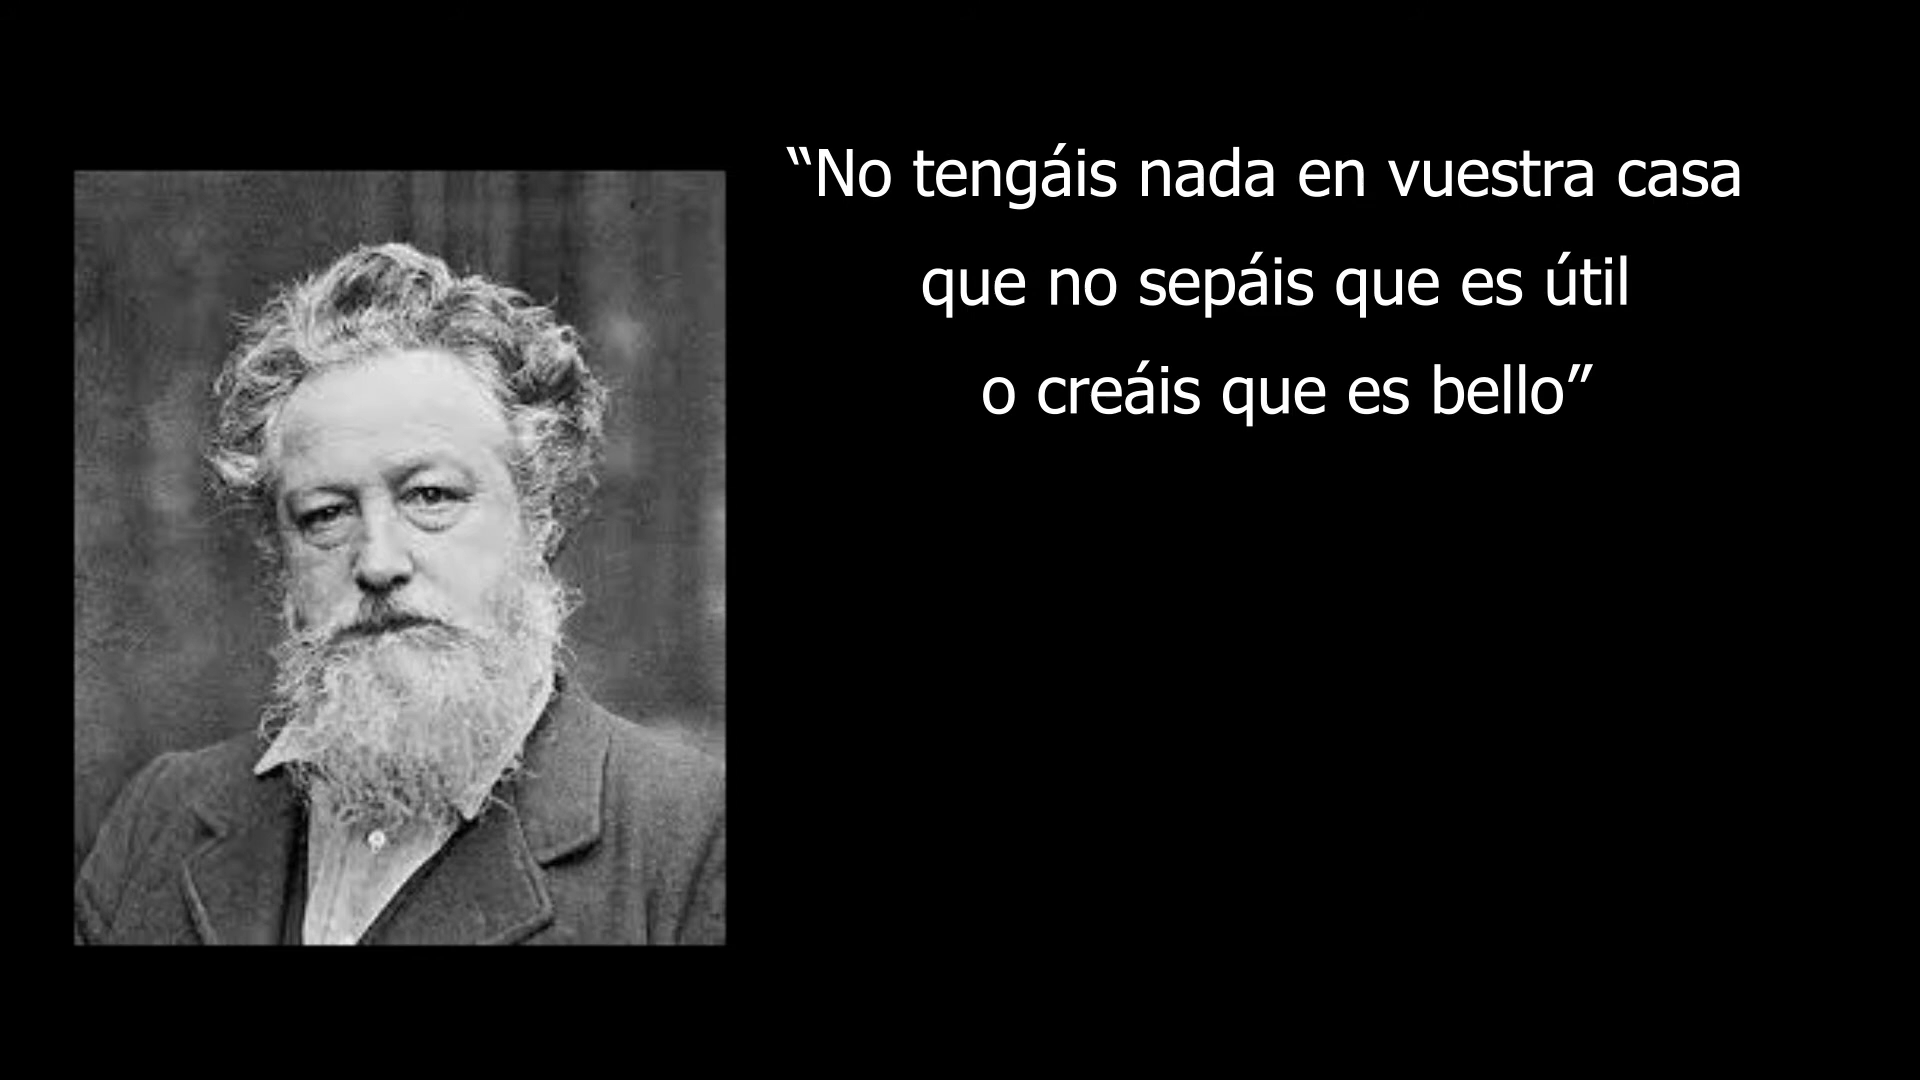 “No tengáis nada en vuestra casa
que no sepáis que es útil
o creáis que es bello”